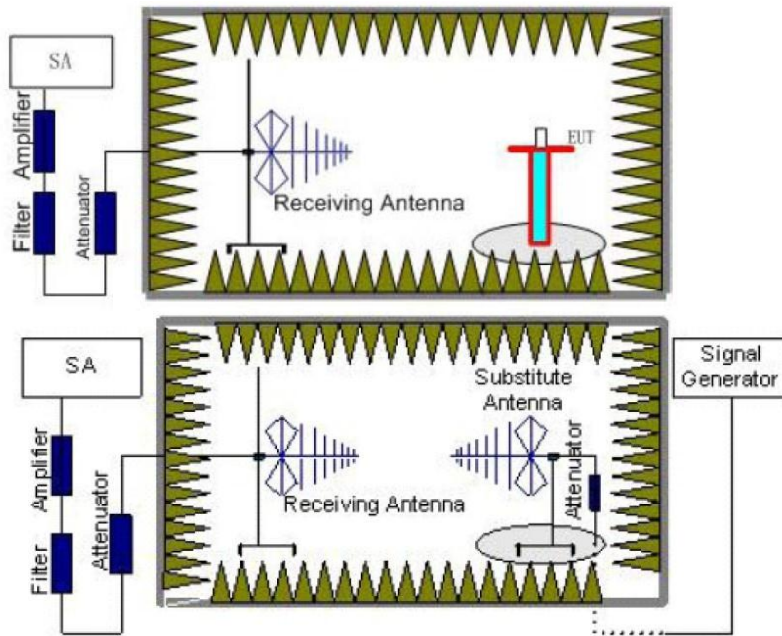 SA
Amplifier
Filter
Attenuator
Receiving Antenna
EUT
SA
Amplifier
Filter
Attenuator
Receiving Antenna
Substitute
Antenna
Attenuator
Signal
Generator